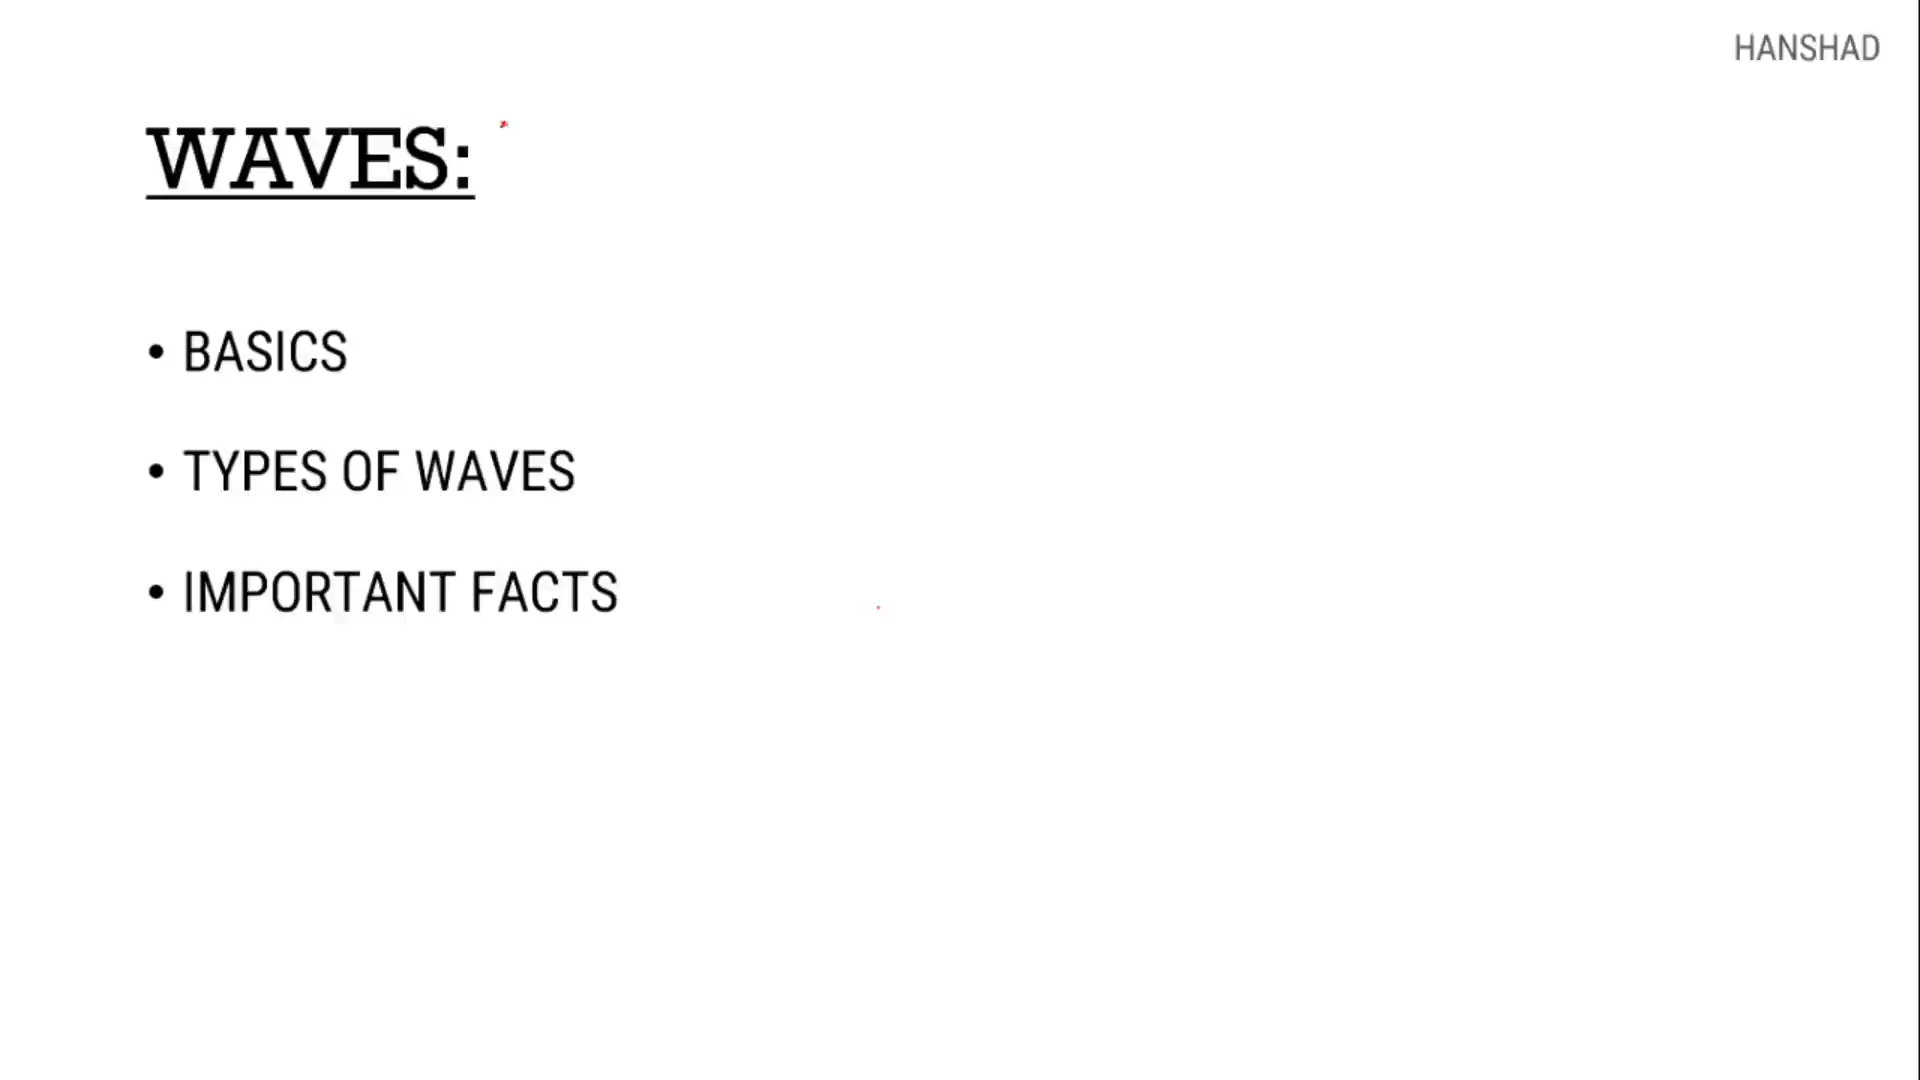 HANSHAD
WAVES:
• BASICS
• TYPES OF WAVES
• IMPORTANT FACTS